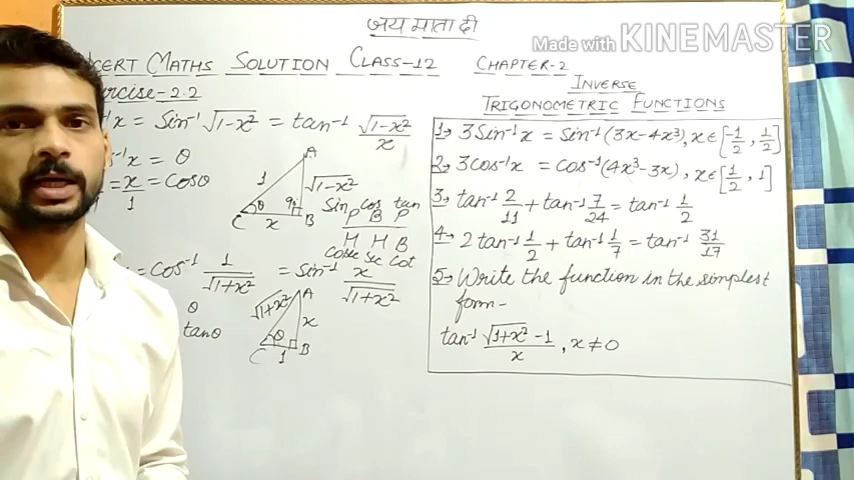 जय माता दी
Made with KINEMASTER
CERT MATHS SOLUTION CLASS-12 CHAPTER-2
INVERSE
TRIGONOMETRIC FUNCTIONS
rcise-2.2
x = Sin⁻¹ √(1-x²) = tan⁻¹ √(1-x²)/x
⁻¹x = θ
= x/1 = Cosθ
A
1
√(1-x²)
C θ 90 B
x
Sin Cos tan
P B P
H H B
Cosec Sec Cot
= Cos⁻¹ 1/√(1+x²) = Sin⁻¹ x/√(1+x²)
θ
tanθ
A
√(1+x²)
x
θ
C 1 B
1→ 3Sin⁻¹x = Sin⁻¹(3x-4x³), x∈[-1/2, 1/2]
2→ 3cos⁻¹x = Cos⁻¹(4x³-3x), x∈[1/2, 1]
3→ tan⁻¹ 2/11 + tan⁻¹ 7/24 = tan⁻¹ 1/2
4→ 2tan⁻¹ 1/2 + tan⁻¹ 1/7 = tan⁻¹ 31/17
5→ Write the function in the simplest
form-
tan⁻¹ (√(1+x²) -1)/x, x≠0